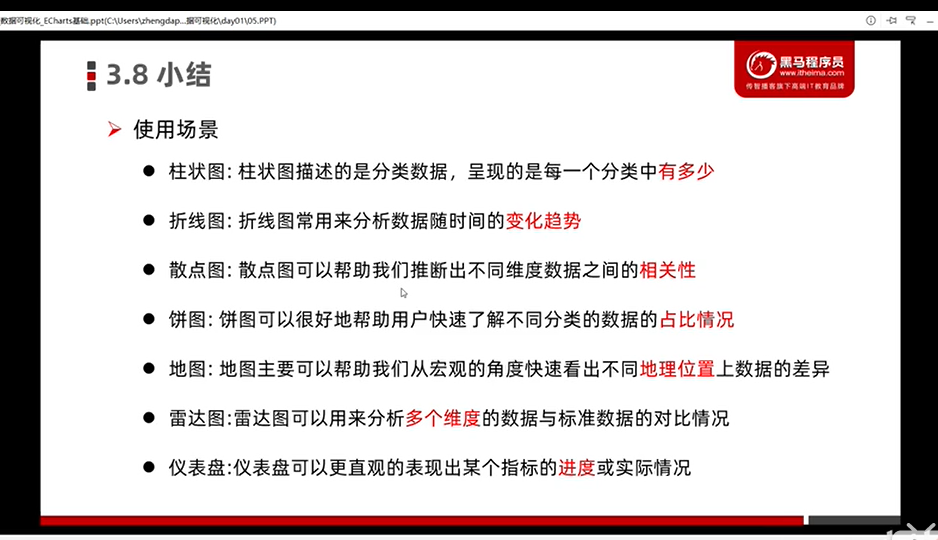 数据可视化_ECharts基础.ppt(C:\Users\zhengdap...据可视化\day01\05.PPT)
3.8 小结
黑马程序员
www.itheima.com
传智播客旗下高端IT教育品牌
使用场景
柱状图: 柱状图描述的是分类数据，呈现的是每一个分类中有多少
折线图: 折线图常用来分析数据随时间的变化趋势
散点图: 散点图可以帮助我们推断出不同维度数据之间的相关性
饼图: 饼图可以很好地帮助用户快速了解不同分类的数据的占比情况
地图: 地图主要可以帮助我们从宏观的角度快速看出不同地理位置上数据的差异
雷达图:雷达图可以用来分析多个维度的数据与标准数据的对比情况
仪表盘:仪表盘可以更直观的表现出某个指标的进度或实际情况